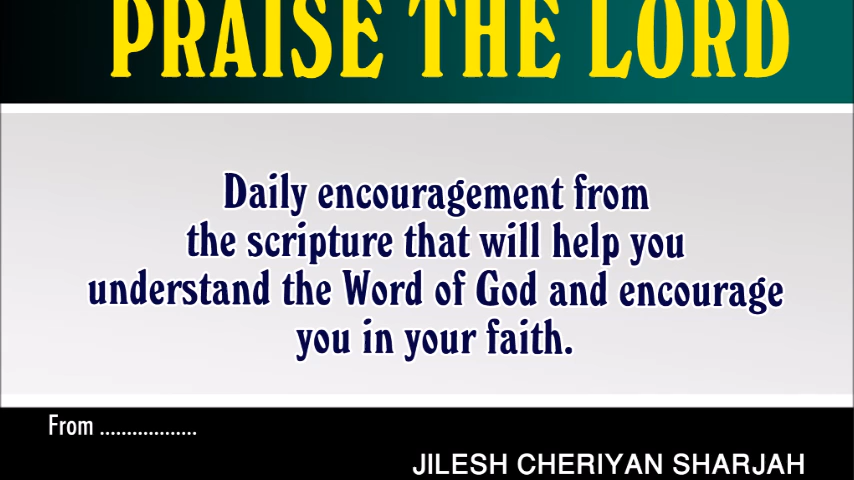 PRAISE THE LORD
Daily encouragement from
the scripture that will help you
understand the Word of God and encourage
you in your faith.
From ..................
JILESH CHERIYAN SHARJAH